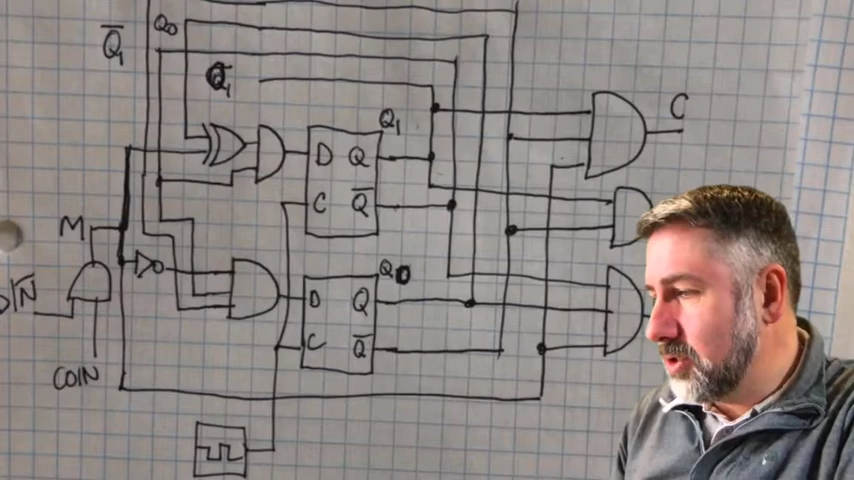 Q̅₁
Q₀
Q̅₁
Q₁
C
D Q
C Q̅
M
Q₀
D Q
C Q̅
D/N̅
COIN